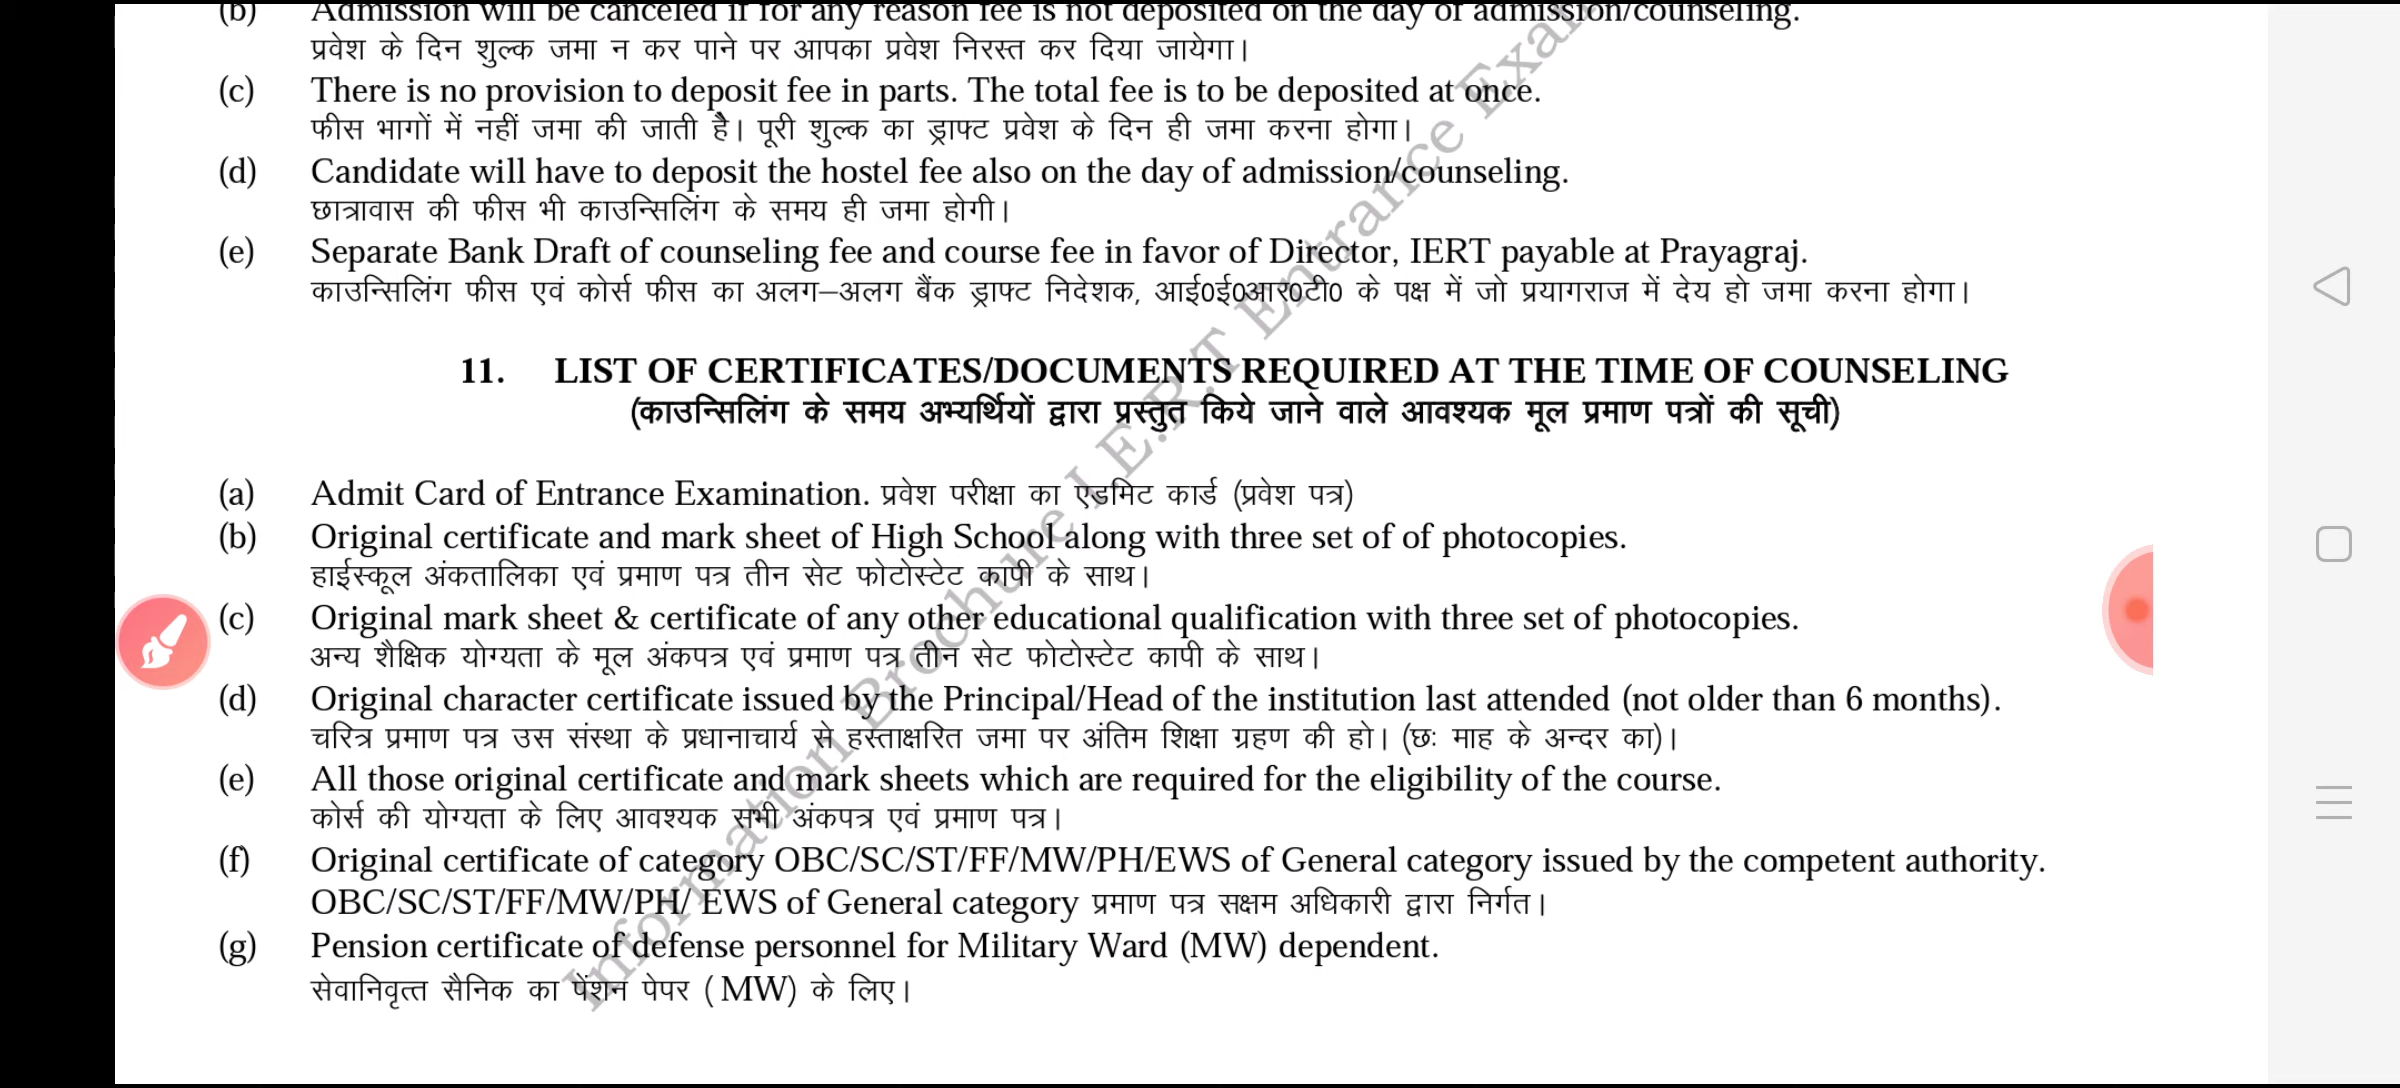 (b) Admission will be canceled if for any reason fee is not deposited on the day of admission/counseling.
प्रवेश के दिन शुल्क जमा न कर पाने पर आपका प्रवेश निरस्त कर दिया जायेगा।
(c) There is no provision to deposit fee in parts. The total fee is to be deposited at once.
फीस भागों में नहीं जमा की जाती है। पूरी शुल्क का ड्राफ्ट प्रवेश के दिन ही जमा करना होगा।
(d) Candidate will have to deposit the hostel fee also on the day of admission/counseling.
छात्रावास की फीस भी काउन्सिलिंग के समय ही जमा होगी।
(e) Separate Bank Draft of counseling fee and course fee in favor of Director, IERT payable at Prayagraj.
काउन्सिलिंग फीस एवं कोर्स फीस का अलग–अलग बैंक ड्राफ्ट निदेशक, आई0ई0आर0टी0 के पक्ष में जो प्रयागराज में देय हो जमा करना होगा।
11. LIST OF CERTIFICATES/DOCUMENTS REQUIRED AT THE TIME OF COUNSELING
(काउन्सिलिंग के समय अभ्यर्थियों द्वारा प्रस्तुत किये जाने वाले आवश्यक मूल प्रमाण पत्रों की सूची)
(a) Admit Card of Entrance Examination. प्रवेश परीक्षा का एडमिट कार्ड (प्रवेश पत्र)
(b) Original certificate and mark sheet of High School along with three set of of photocopies.
हाईस्कूल अंकतालिका एवं प्रमाण पत्र तीन सेट फोटोस्टेट कापी के साथ।
(c) Original mark sheet & certificate of any other educational qualification with three set of photocopies.
अन्य शैक्षिक योग्यता के मूल अंकपत्र एवं प्रमाण पत्र तीन सेट फोटोस्टेट कापी के साथ।
(d) Original character certificate issued by the Principal/Head of the institution last attended (not older than 6 months).
चरित्र प्रमाण पत्र उस संस्था के प्रधानाचार्य से हस्ताक्षरित जमा पर अंतिम शिक्षा ग्रहण की हो। (छः माह के अन्दर का)।
(e) All those original certificate and mark sheets which are required for the eligibility of the course.
कोर्स की योग्यता के लिए आवश्यक सभी अंकपत्र एवं प्रमाण पत्र।
(f) Original certificate of category OBC/SC/ST/FF/MW/PH/EWS of General category issued by the competent authority.
OBC/SC/ST/FF/MW/PH/ EWS of General category प्रमाण पत्र सक्षम अधिकारी द्वारा निर्गत।
(g) Pension certificate of defense personnel for Military Ward (MW) dependent.
सेवानिवृत्त सैनिक का पेंशन पेपर ( MW) के लिए।
Information Brochure I.E.R.T Entrance Exam